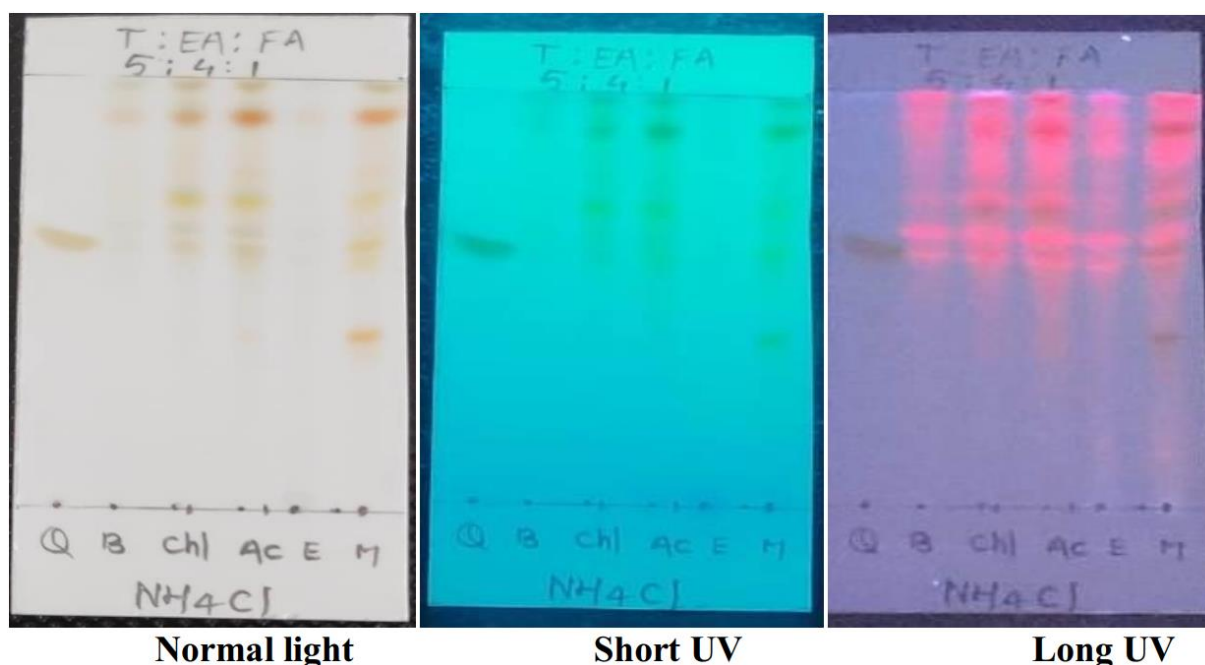 T : EA : FA
5 : 4 : 1
Q B Chl AC E M
NH4Cl
Normal light
T : EA : FA
5 : 4 : 1
Q B Chl AC E M
NH4Cl
Short UV
T : EA : FA
5 : 4 : 1
Q B Chl AC E M
NH4Cl
Long UV